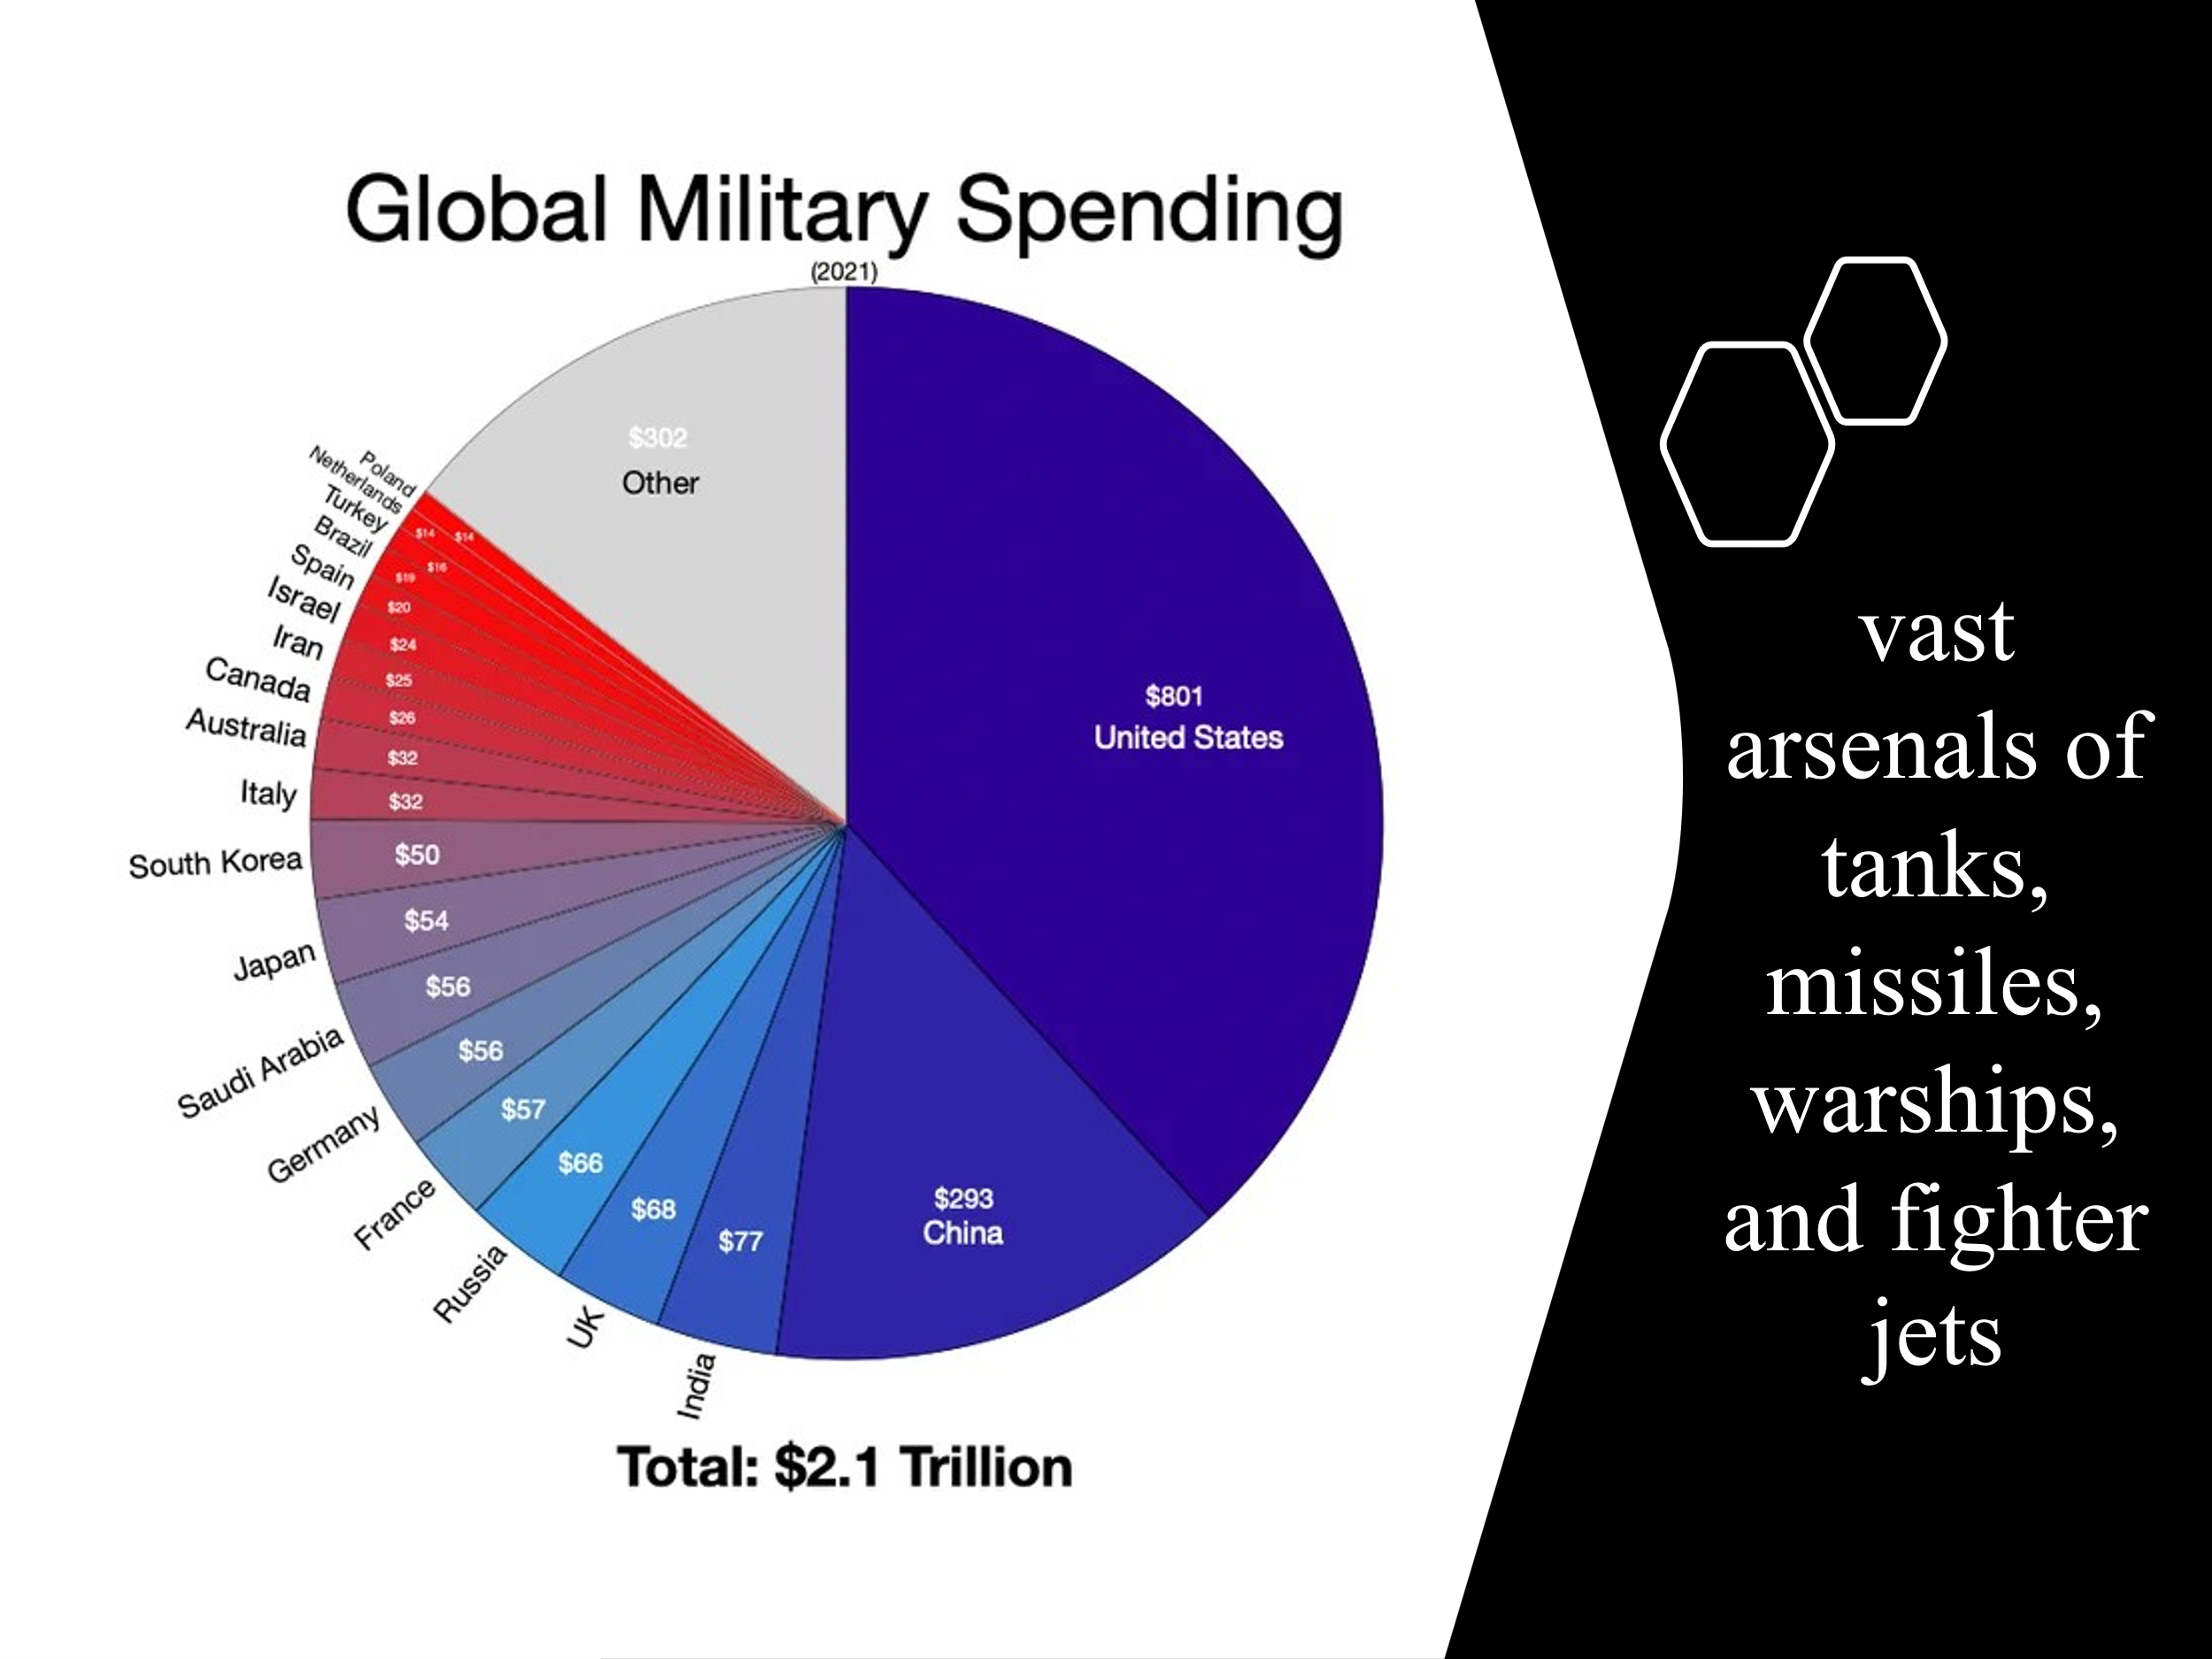 Global Military Spending
(2021)
$302
Other
$801
United States
$293
China
$77
India
$68
UK
$66
Russia
$57
France
$56
Germany
$56
Saudi Arabia
$54
Japan
$50
South Korea
$32
Italy
$32
Australia
$26
Canada
$25
Iran
$24
Israel
$20
Spain
$19
Brazil
$16
Turkey
$14
Netherlands
$14
Poland
Total: $2.1 Trillion
vast
arsenals of
tanks,
missiles,
warships,
and fighter
jets